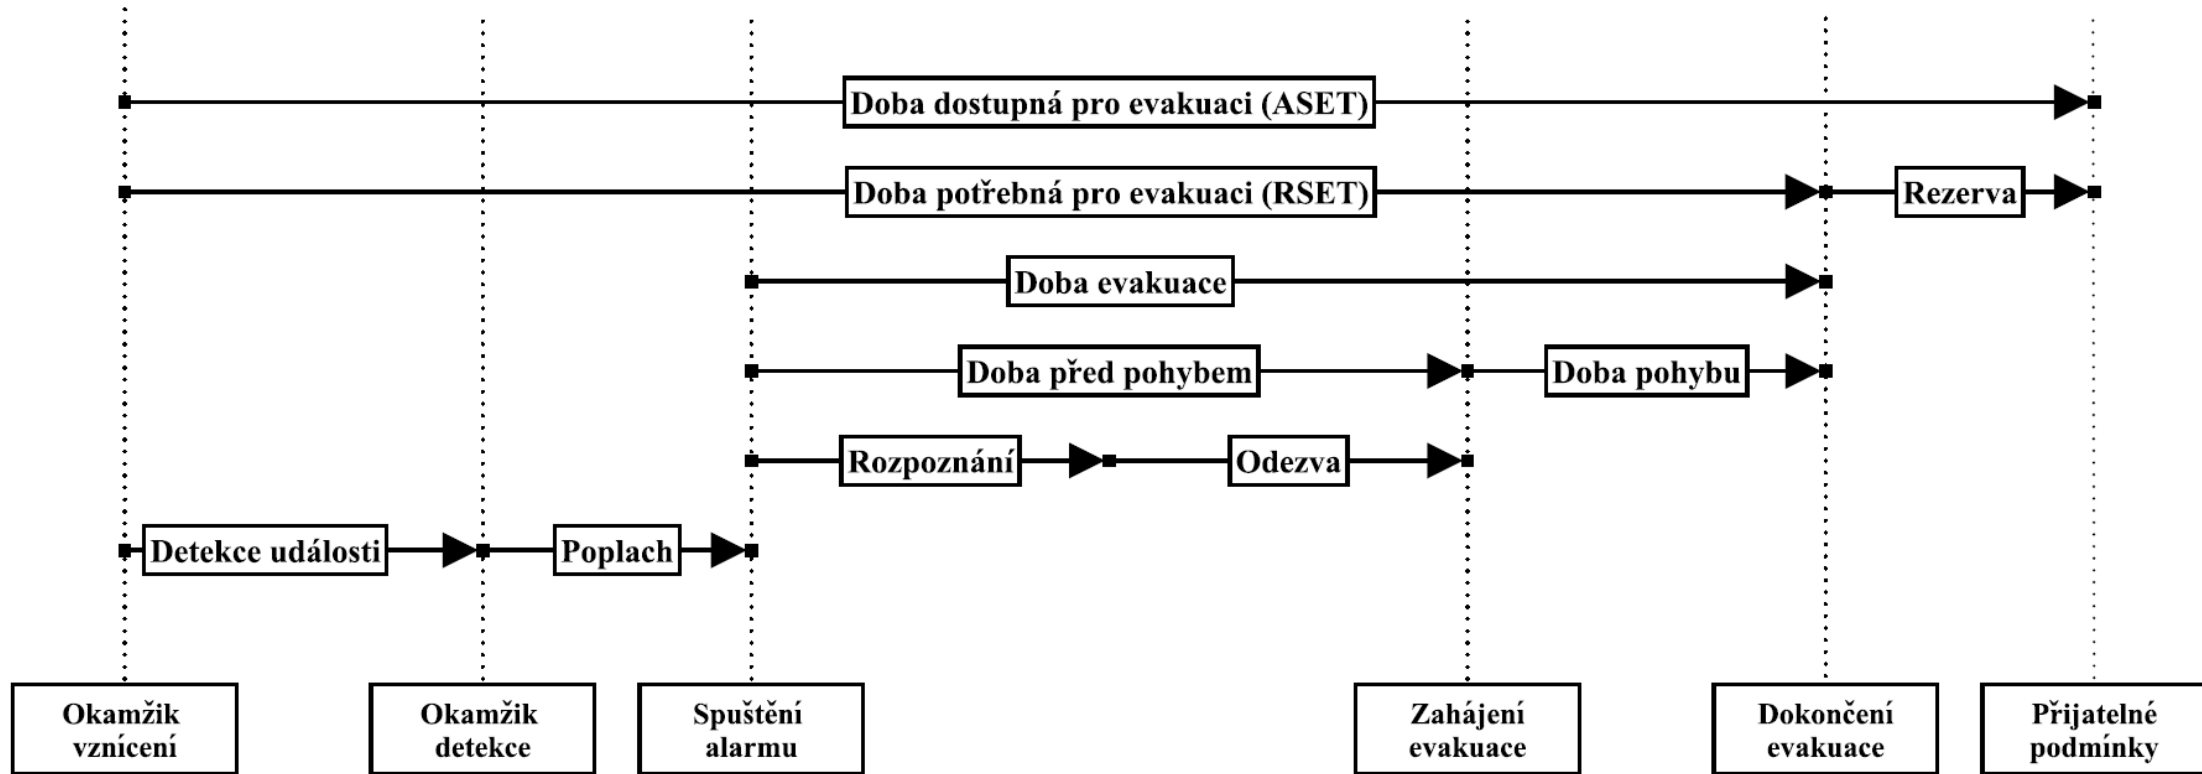 Doba dostupná pro evakuaci (ASET)
Doba potřebná pro evakuaci (RSET)
Rezerva
Doba evakuace
Doba před pohybem
Doba pohybu
Rozpoznání
Odezva
Detekce události
Poplach
Okamžik
vznícení
Okamžik
detekce
Spuštění
alarmu
Zahájení
evakuace
Dokončení
evakuace
Přijatelné
podmínky